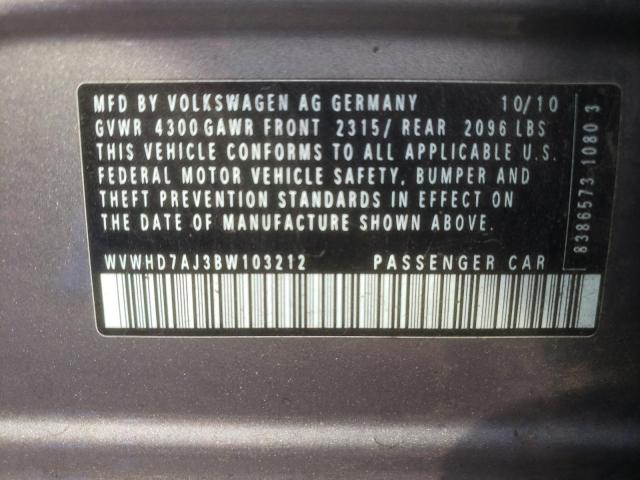 MFD BY VOLKSWAGEN AG GERMANY 10/10
GVWR 4300 GAWR FRONT 2315/ REAR 2096 LBS
THIS VEHICLE CONFORMS TO ALL APPLICABLE U.S.
FEDERAL MOTOR VEHICLE SAFETY, BUMPER AND
THEFT PREVENTION STANDARDS IN EFFECT ON
THE DATE OF MANUFACTURE SHOWN ABOVE.
WVWHD7AJ3BW103212 PASSENGER CAR
8386573 1080 3